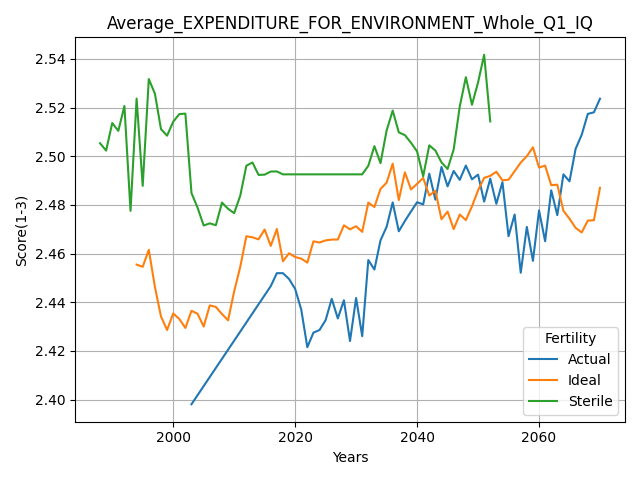 Average_EXPENDITURE_FOR_ENVIRONMENT_Whole_Q1_IQ
Score(1-3)
2.54
2.52
2.50
2.48
2.46
2.44
2.42
2.40
Fertility
Actual
Ideal
Sterile
2000 2020 2040 2060
Years